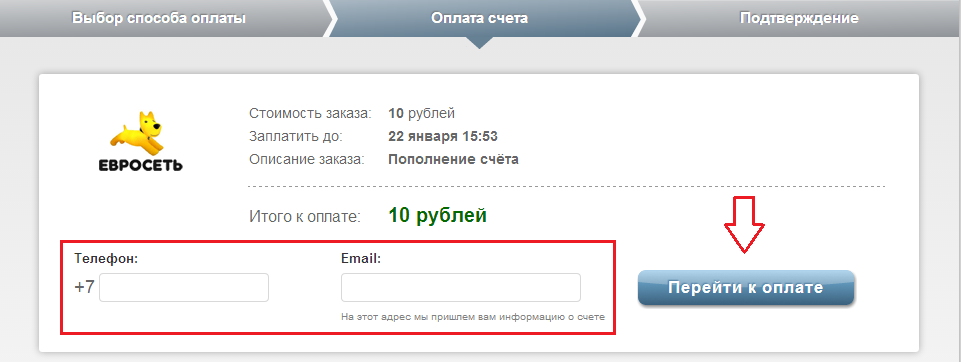 Выбор способа оплаты
Оплата счета
Подтверждение
Стоимость заказа: 10 рублей
Заплатить до: 22 января 15:53
Описание заказа: Пополнение счёта
ЕВРОСЕТЬ
Итого к оплате: 10 рублей
Телефон:
Email:
+7
Перейти к оплате
На этот адрес мы пришлем вам информацию о счете